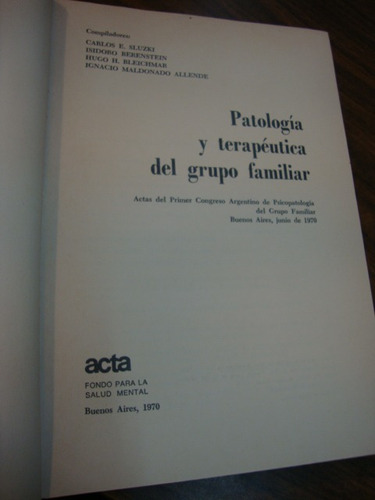 Compiladores:
CARLOS E. SLUZKI
ISIDORO BERENSTEIN
HUGO H. BLEICHMAR
IGNACIO MALDONADO ALLENDE
Patología
y terapéutica
del grupo familiar
Actas del Primer Congreso Argentino de Psicopatología
del Grupo Familiar
Buenos Aires, junio de 1970
acta
FONDO PARA LA
SALUD MENTAL
Buenos Aires, 1970